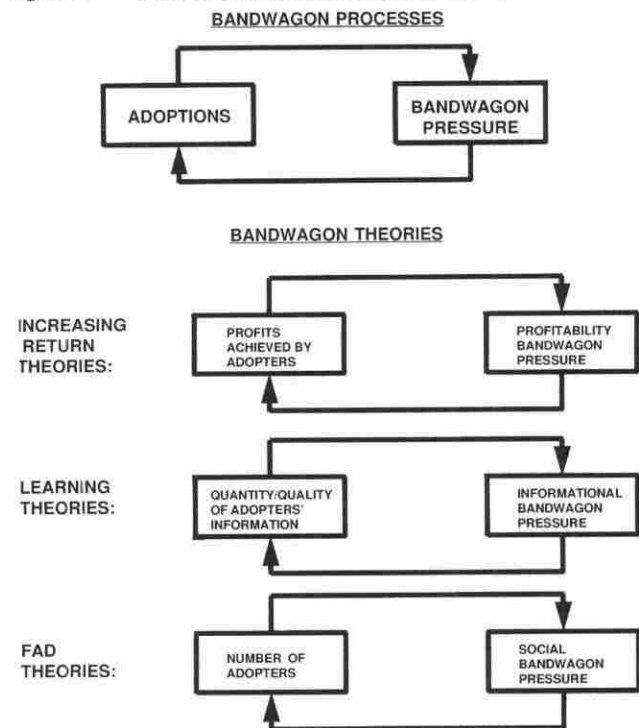 BANDWAGON PROCESSES
ADOPTIONS
BANDWAGON
PRESSURE
BANDWAGON THEORIES
INCREASING
RETURN
THEORIES:
PROFITS
ACHIEVED BY
ADOPTERS
PROFITABILITY
BANDWAGON
PRESSURE
LEARNING
THEORIES:
QUANTITY/QUALITY
OF ADOPTERS'
INFORMATION
INFORMATIONAL
BANDWAGON
PRESSURE
FAD
THEORIES:
NUMBER OF
ADOPTERS
SOCIAL
BANDWAGON
PRESSURE